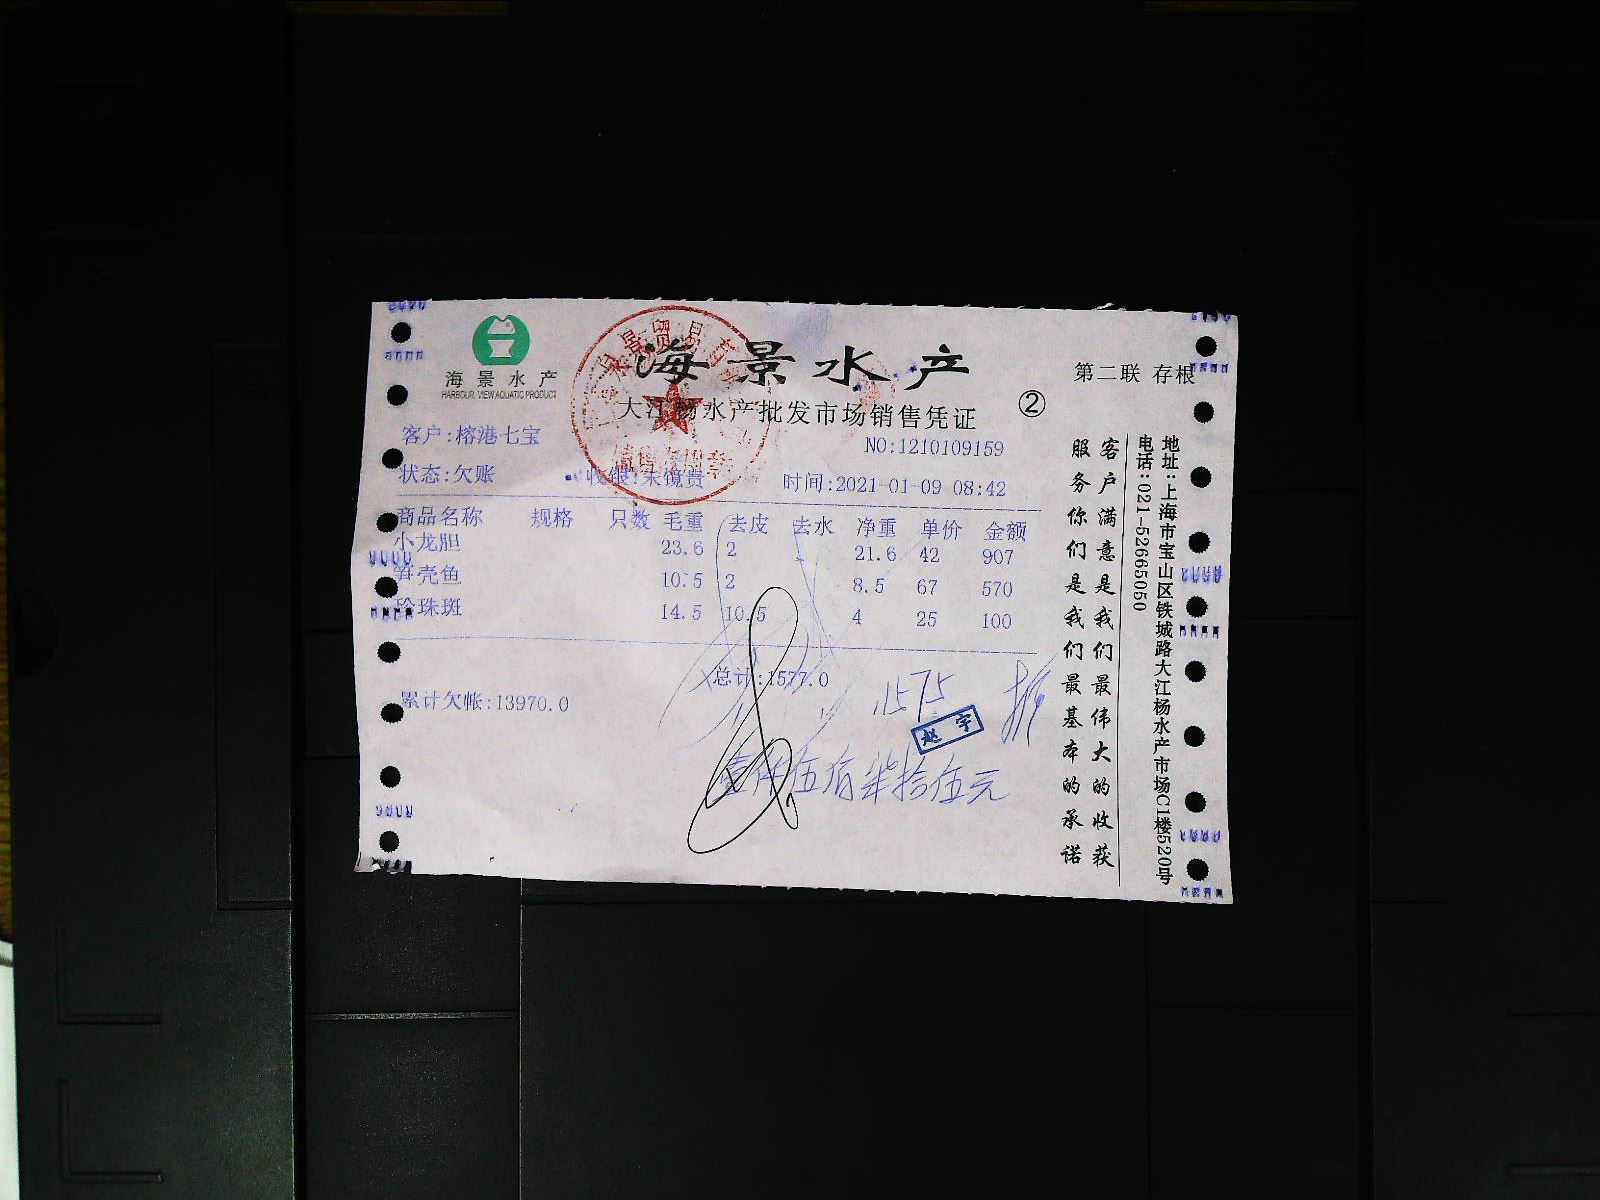 海景水产
HARBOUR VIEW AQUATIC PRODUCT
海景水产
第二联 存根
大江杨水产批发市场销售凭证 ②
客户:榕港七宝
NO:1210109159
状态:欠账 收银:朱镜贵 时间:2021-01-09 08:42
商品名称 规格 只数 毛重 去皮 去水 净重 单价 金额
小龙胆 23.6 2 21.6 42 907
笋壳鱼 10.5 2 8.5 67 570
珍珠斑 14.5 10.5 4 25 100
总计:1577.0
累计欠帐:13970.0
1575
赵宇
壹仟伍佰柒拾伍元
客户满意是我们最伟大的收获
服务你们是我们最基本的承诺
地址:上海市宝山区铁城路大江杨水产市场C1楼520号
电话:021-52665050